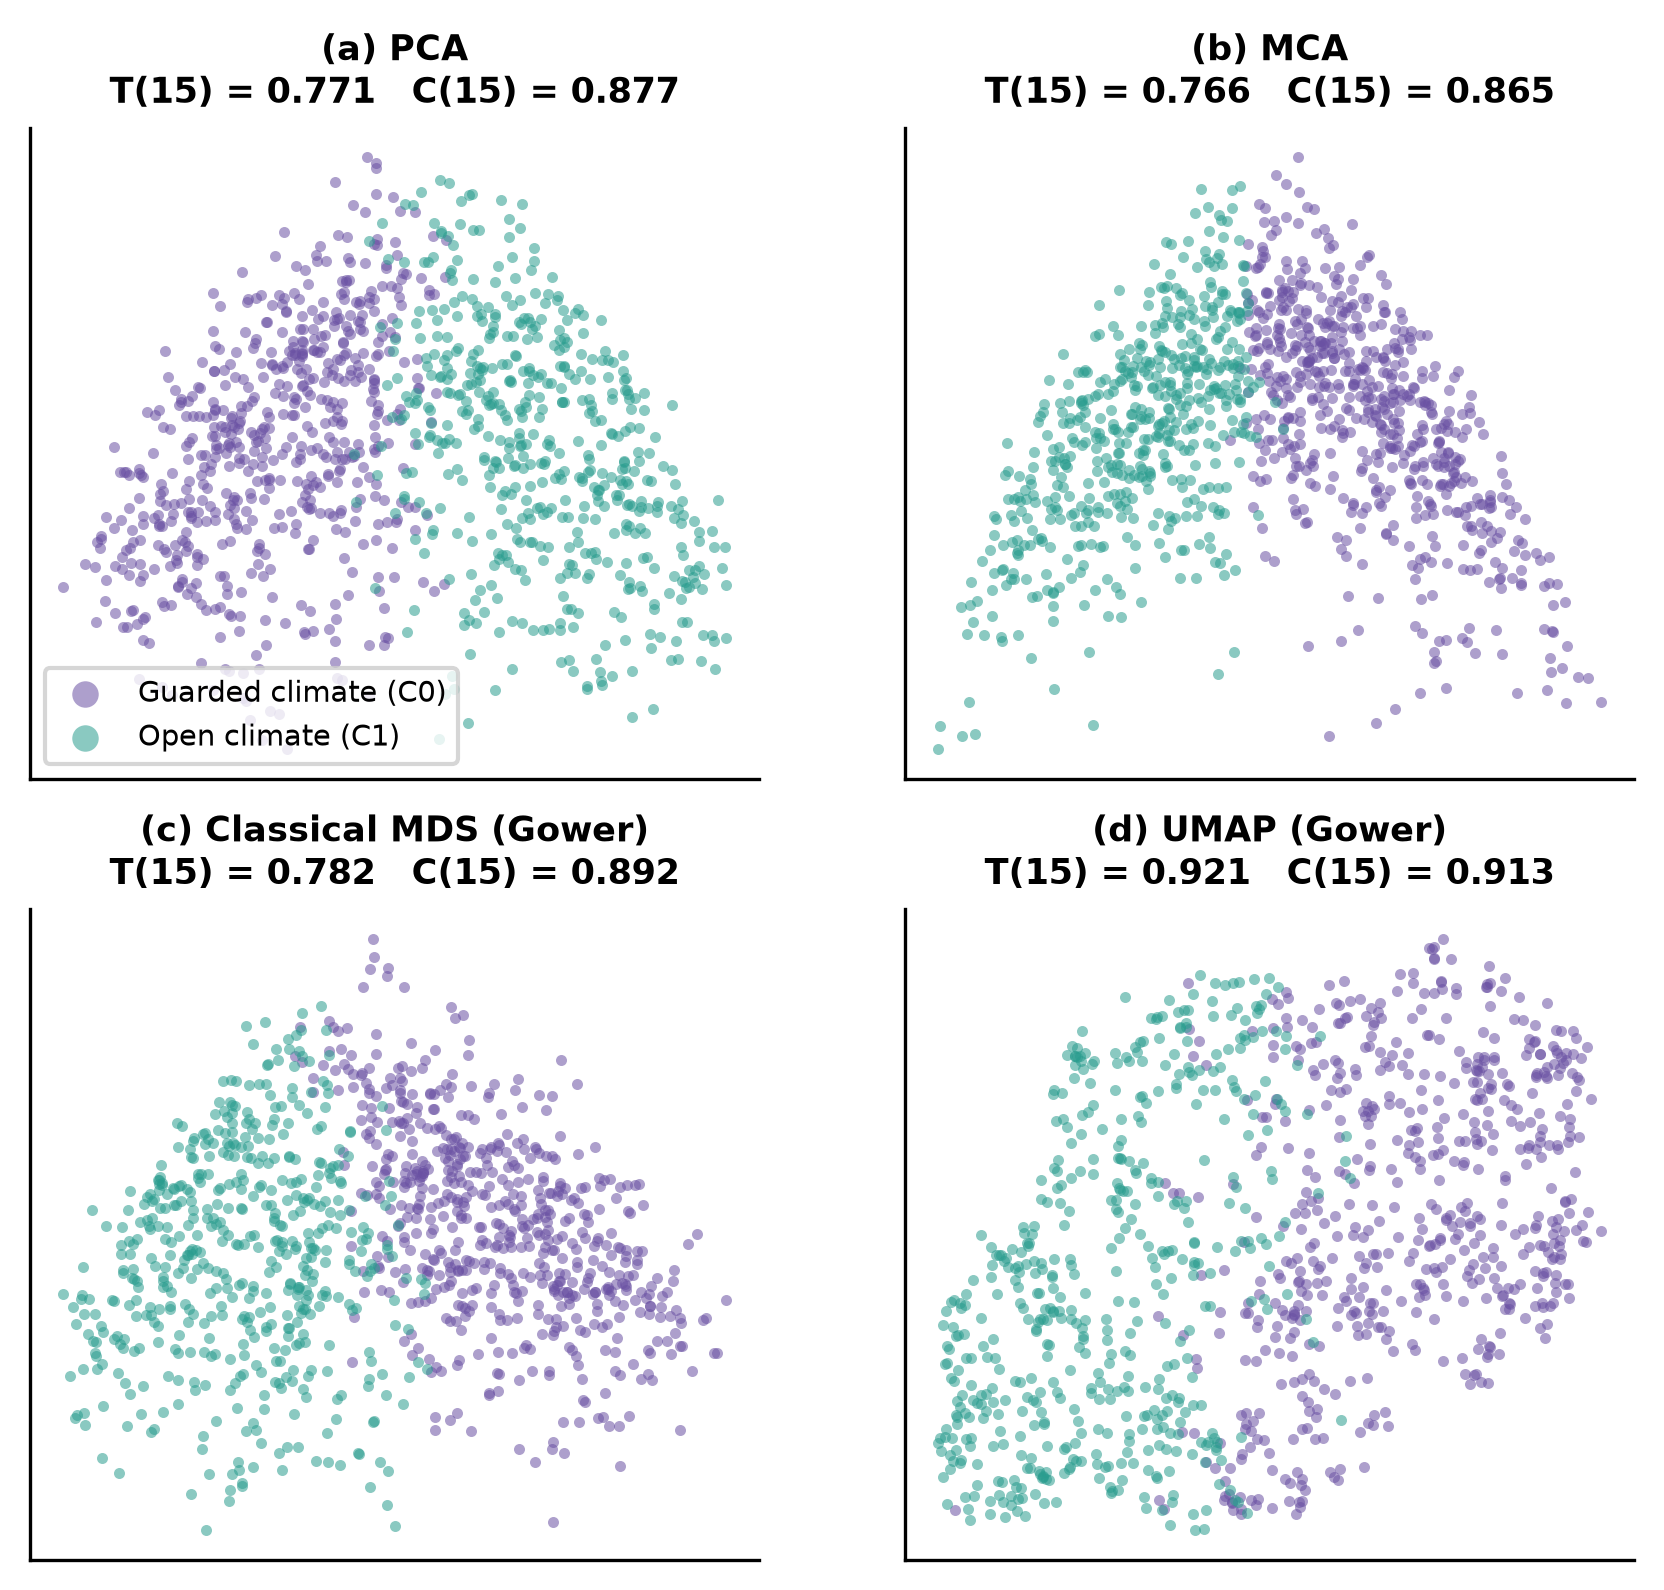 (a) PCA
T(15) = 0.771   C(15) = 0.877
(b) MCA
T(15) = 0.766   C(15) = 0.865
Guarded climate (C0)
Open climate (C1)
(c) Classical MDS (Gower)
T(15) = 0.782   C(15) = 0.892
(d) UMAP (Gower)
T(15) = 0.921   C(15) = 0.913